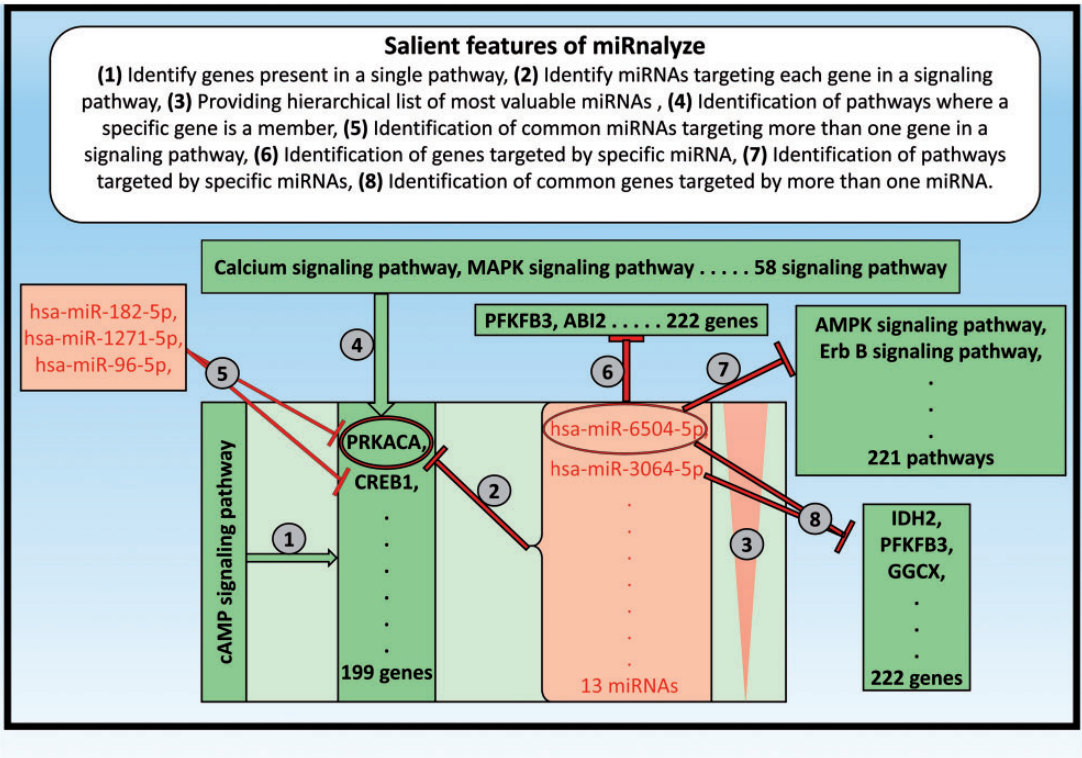 Salient features of miRnalyze
(1) Identify genes present in a single pathway, (2) Identify miRNAs targeting each gene in a signaling
pathway, (3) Providing hierarchical list of most valuable miRNAs , (4) Identification of pathways where a
specific gene is a member, (5) Identification of common miRNAs targeting more than one gene in a
signaling pathway, (6) Identification of genes targeted by specific miRNA, (7) Identification of pathways
targeted by specific miRNAs, (8) Identification of common genes targeted by more than one miRNA.
Calcium signaling pathway, MAPK signaling pathway . . . . . 58 signaling pathway
hsa-miR-182-5p,
hsa-miR-1271-5p,
hsa-miR-96-5p,
PFKFB3, ABI2 . . . . . 222 genes
AMPK signaling pathway,
Erb B signaling pathway,
.
.
.
221 pathways
4
5
6
7
cAMP signaling pathway
1
PRKACA,
CREB1,
.
.
.
.
.
.
199 genes
2
hsa-miR-6504-5p,
hsa-miR-3064-5p
.
.
.
.
.
.
13 miRNAs
3
8
IDH2,
PFKFB3,
GGCX,
.
.
.
222 genes